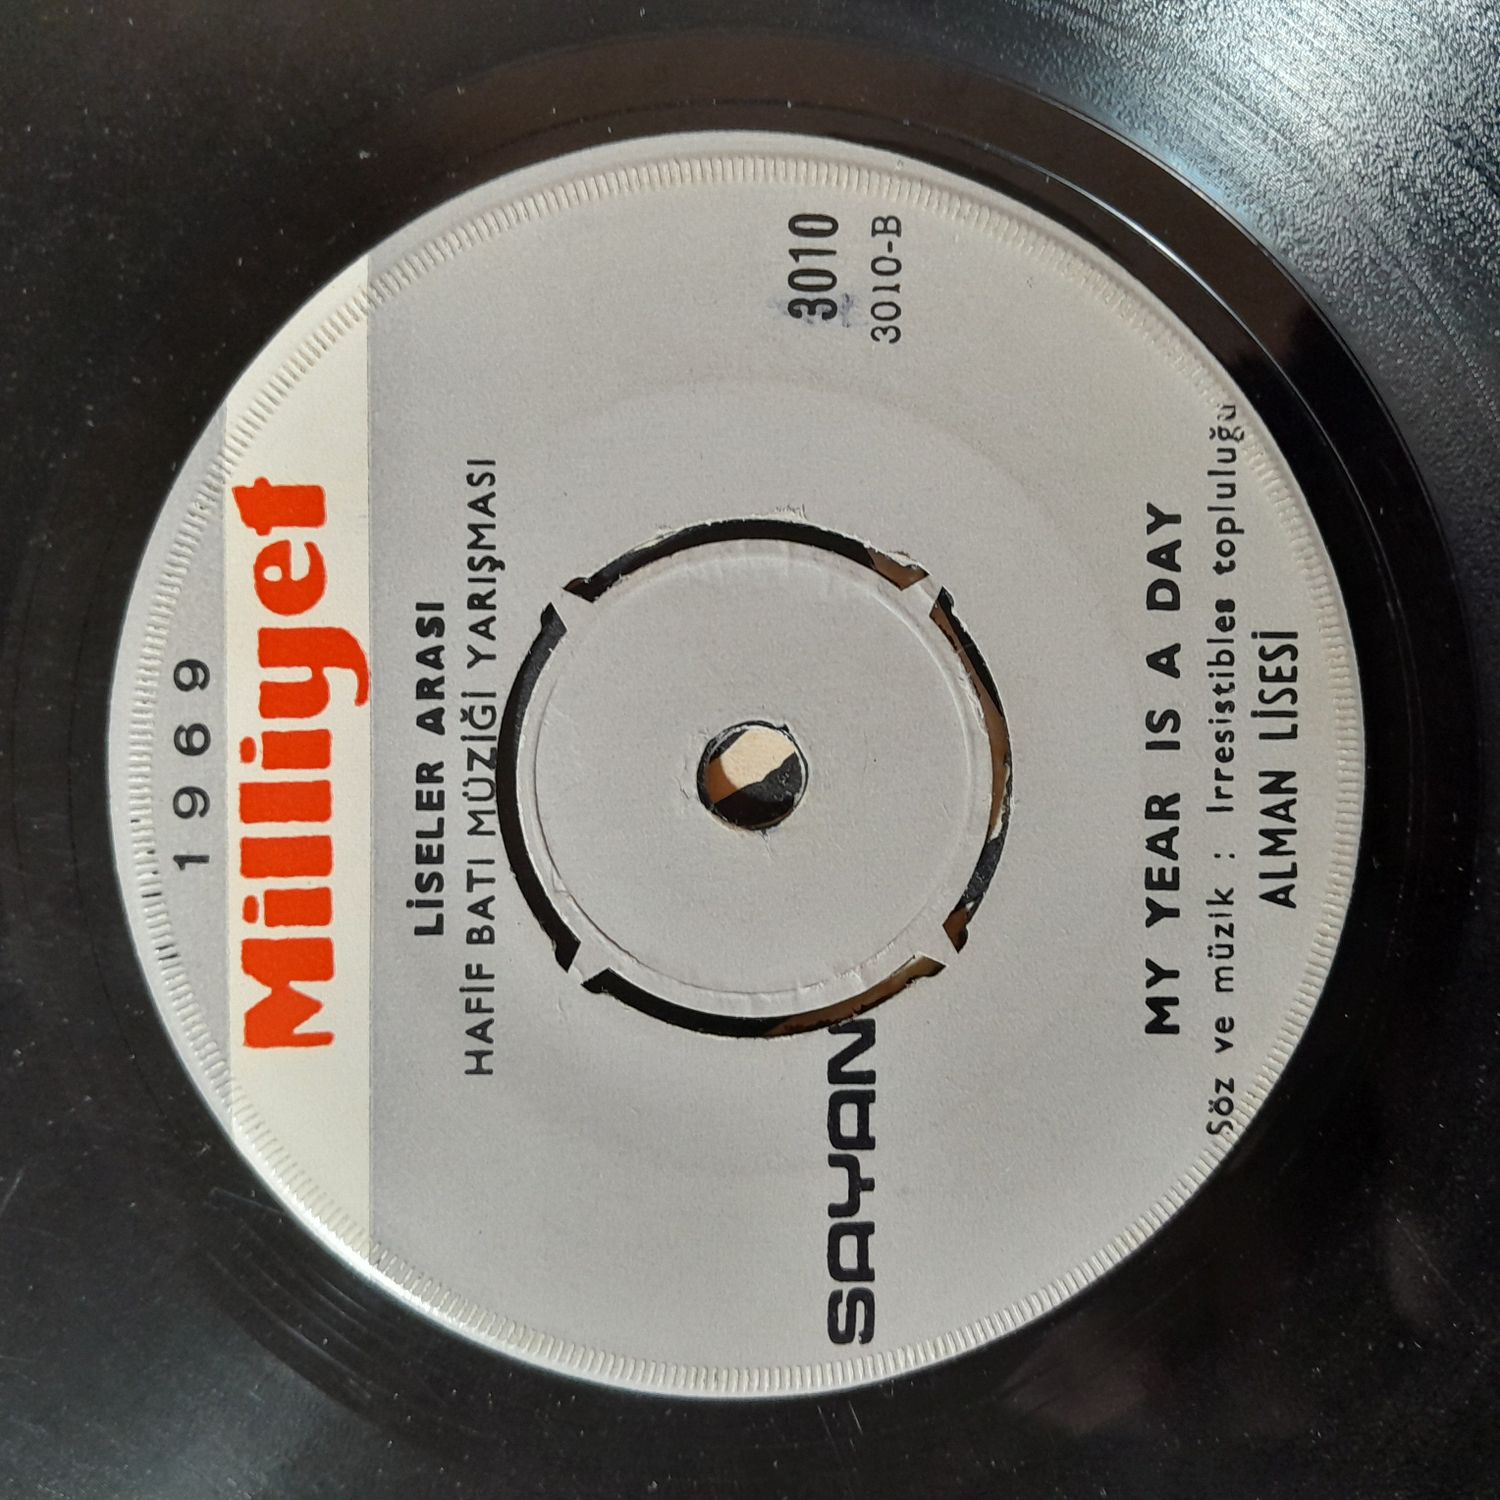 1969
Milliyet
LİSELER ARASI
HAFİF BATI MÜZİĞİ YARIŞMASI
SAYAN
3010
3010-B
MY YEAR IS A DAY
Söz ve müzik : Irresistibles topluluğu
ALMAN LİSESİ